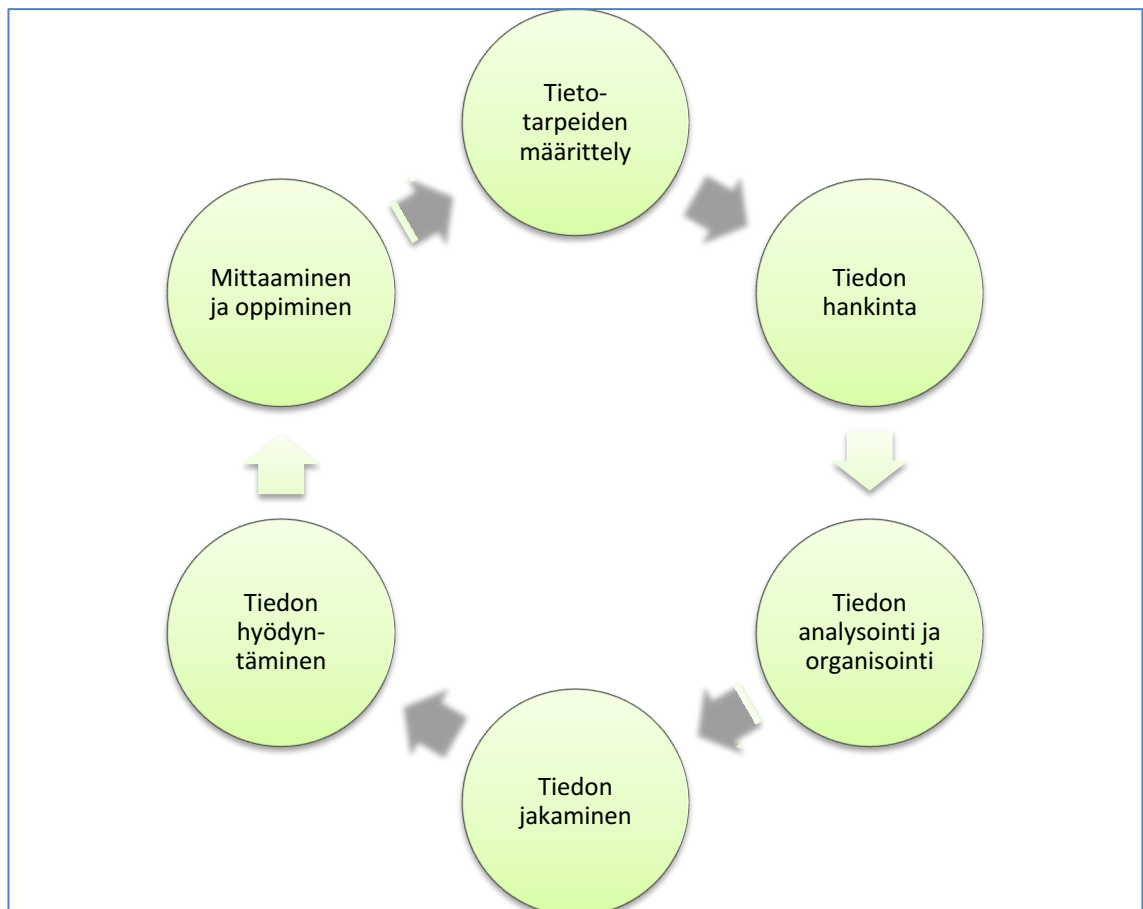 Tieto-
tarpeiden
määrittely
Tiedon
hankinta
Tiedon
analysointi ja
organisointi
Tiedon
jakaminen
Tiedon
hyödyn-
täminen
Mittaaminen
ja oppiminen